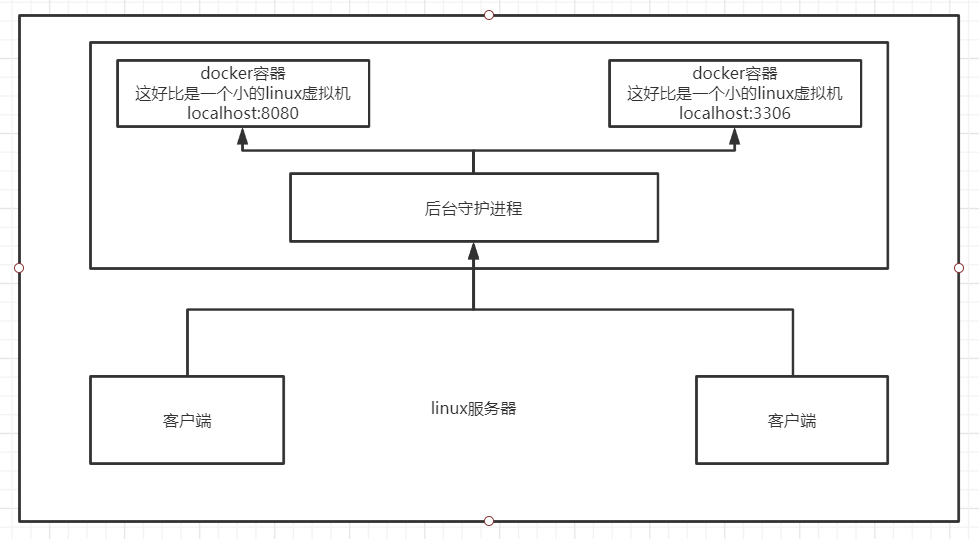 docker容器
这好比是一个小的linux虚拟机
localhost:8080
docker容器
这好比是一个小的linux虚拟机
localhost:3306
后台守护进程
客户端
linux服务器
客户端